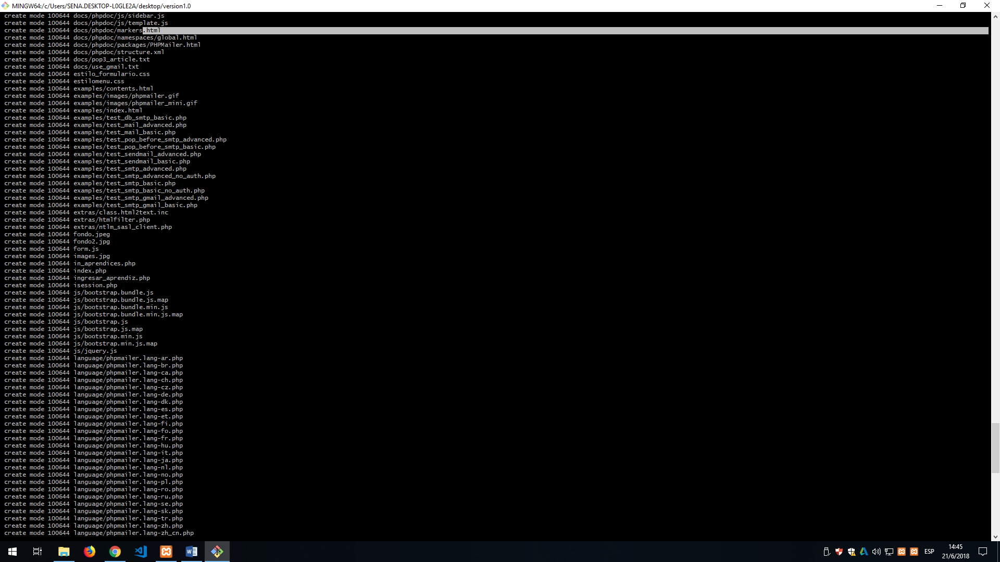 MINGW64:/c/Users/SENA.DESKTOP-L0GLE2A/desktop/version1.0
create mode 100644 docs/phpdoc/js/sidebar.js
create mode 100644 docs/phpdoc/js/template.js
create mode 100644 docs/phpdoc/markers.html
create mode 100644 docs/phpdoc/namespaces/global.html
create mode 100644 docs/phpdoc/packages/PHPMailer.html
create mode 100644 docs/phpdoc/structure.xml
create mode 100644 docs/pop3_article.txt
create mode 100644 docs/use_gmail.txt
create mode 100644 estilo_formulario.css
create mode 100644 estilomenu.css
create mode 100644 examples/contents.html
create mode 100644 examples/images/phpmailer.gif
create mode 100644 examples/images/phpmailer_mini.gif
create mode 100644 examples/index.html
create mode 100644 examples/test_db_smtp_basic.php
create mode 100644 examples/test_mail_advanced.php
create mode 100644 examples/test_mail_basic.php
create mode 100644 examples/test_pop_before_smtp_advanced.php
create mode 100644 examples/test_pop_before_smtp_basic.php
create mode 100644 examples/test_sendmail_advanced.php
create mode 100644 examples/test_sendmail_basic.php
create mode 100644 examples/test_smtp_advanced.php
create mode 100644 examples/test_smtp_advanced_no_auth.php
create mode 100644 examples/test_smtp_basic.php
create mode 100644 examples/test_smtp_basic_no_auth.php
create mode 100644 examples/test_smtp_gmail_advanced.php
create mode 100644 examples/test_smtp_gmail_basic.php
create mode 100644 extras/class.html2text.inc
create mode 100644 extras/htmlfilter.php
create mode 100644 extras/ntlm_sasl_client.php
create mode 100644 fondo.jpeg
create mode 100644 fondo2.jpg
create mode 100644 form.js
create mode 100644 images.jpg
create mode 100644 in_aprendices.php
create mode 100644 index.php
create mode 100644 ingresar_aprendiz.php
create mode 100644 isession.php
create mode 100644 js/bootstrap.bundle.js
create mode 100644 js/bootstrap.bundle.js.map
create mode 100644 js/bootstrap.bundle.min.js
create mode 100644 js/bootstrap.bundle.min.js.map
create mode 100644 js/bootstrap.js
create mode 100644 js/bootstrap.js.map
create mode 100644 js/bootstrap.min.js
create mode 100644 js/bootstrap.min.js.map
create mode 100644 js/jquery.js
create mode 100644 language/phpmailer.lang-ar.php
create mode 100644 language/phpmailer.lang-br.php
create mode 100644 language/phpmailer.lang-ca.php
create mode 100644 language/phpmailer.lang-ch.php
create mode 100644 language/phpmailer.lang-cz.php
create mode 100644 language/phpmailer.lang-de.php
create mode 100644 language/phpmailer.lang-dk.php
create mode 100644 language/phpmailer.lang-es.php
create mode 100644 language/phpmailer.lang-et.php
create mode 100644 language/phpmailer.lang-fi.php
create mode 100644 language/phpmailer.lang-fo.php
create mode 100644 language/phpmailer.lang-fr.php
create mode 100644 language/phpmailer.lang-hu.php
create mode 100644 language/phpmailer.lang-it.php
create mode 100644 language/phpmailer.lang-ja.php
create mode 100644 language/phpmailer.lang-nl.php
create mode 100644 language/phpmailer.lang-no.php
create mode 100644 language/phpmailer.lang-pl.php
create mode 100644 language/phpmailer.lang-ro.php
create mode 100644 language/phpmailer.lang-ru.php
create mode 100644 language/phpmailer.lang-se.php
create mode 100644 language/phpmailer.lang-sk.php
create mode 100644 language/phpmailer.lang-tr.php
create mode 100644 language/phpmailer.lang-zh.php
create mode 100644 language/phpmailer.lang-zh_cn.php
ESP
14:45
21/6/2018